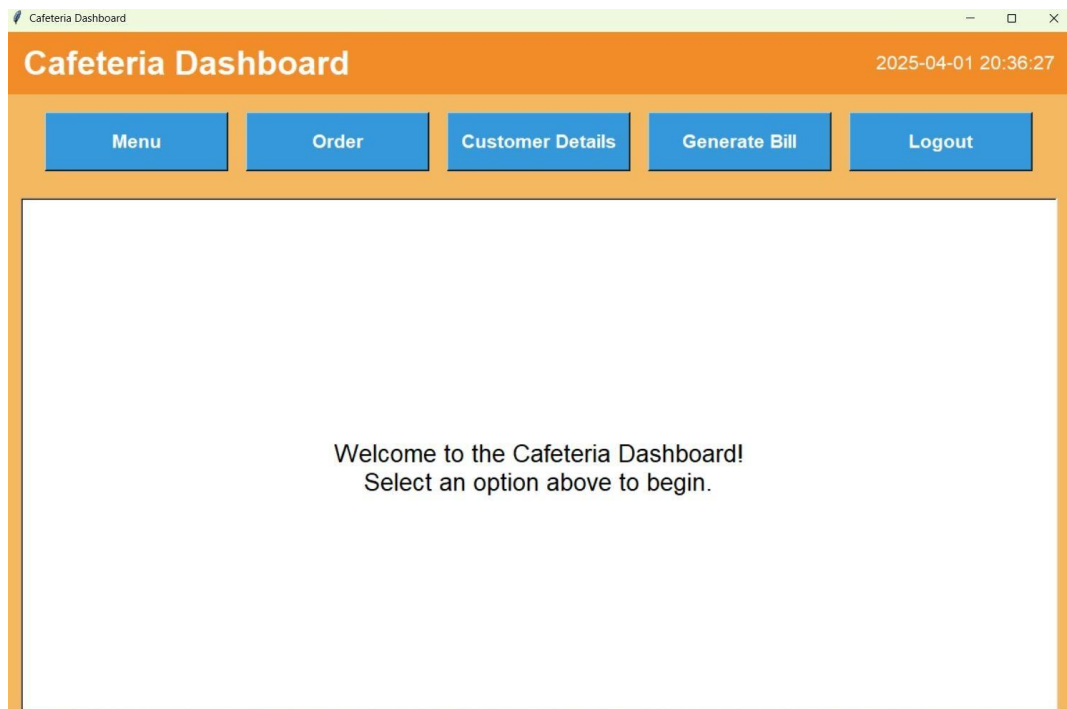 Cafeteria Dashboard
Cafeteria Dashboard
2025-04-01 20:36:27
Menu
Order
Customer Details
Generate Bill
Logout
Welcome to the Cafeteria Dashboard!
Select an option above to begin.